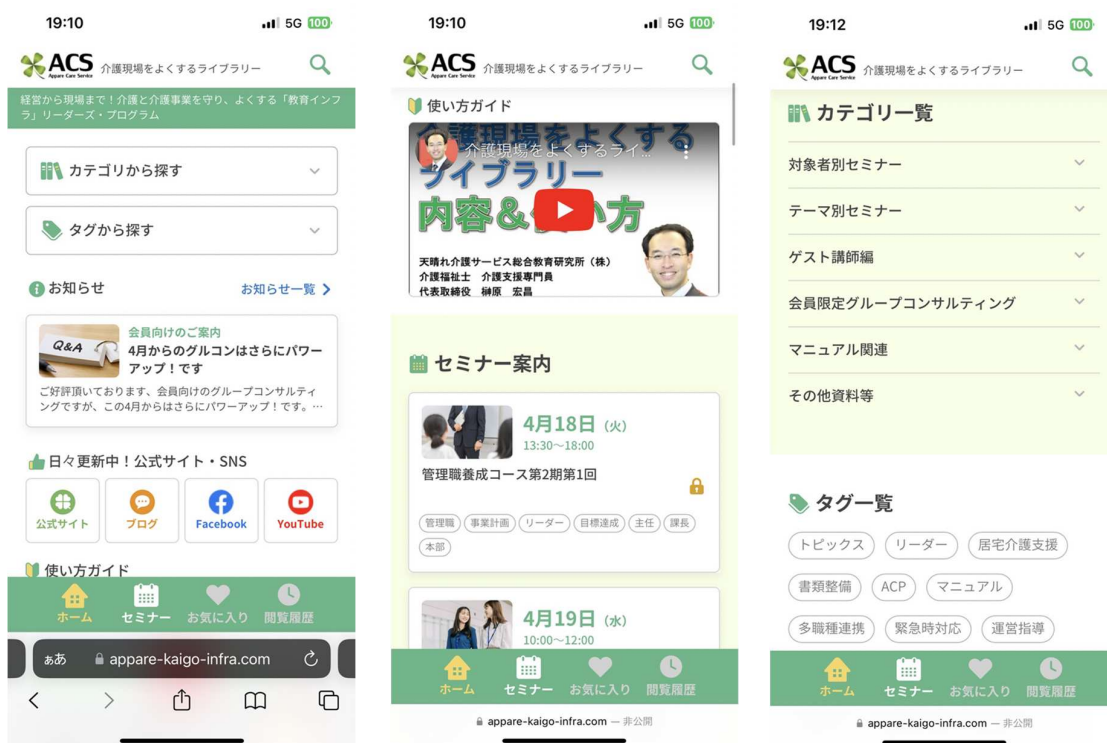 19:10
5G 100
ACS
Appare Care Service
介護現場をよくするライブラリー
経営から現場まで!介護と介護事業を守り、よくする「教育インフ
ラ」リーダーズ・プログラム
カテゴリから探す
タグから探す
お知らせ
お知らせ一覧
Q&A
会員向けのご案内
4月からのグルコンはさらにパワー
アップ!です
ご好評頂いております、会員向けのグループコンサルティ
ングですが、この4月からはさらにパワーアップ!です。…
日々更新中!公式サイト・SNS
公式サイト
ブログ
Facebook
YouTube
使い方ガイド
ホーム
セミナー
お気に入り
閲覧履歴
ぁあ
appare-kaigo-infra.com
19:10
5G 100
ACS
Appare Care Service
介護現場をよくするライブラリー
使い方ガイド
介護現場をよくする
介護現場をよくするライ...
ライブラリー
内容&使い方
天晴れ介護サービス総合教育研究所(株)
介護福祉士 介護支援専門員
代表取締役 榊原 宏昌
セミナー案内
4月18日(火)
13:30〜18:00
管理職養成コース第2期第1回
管理職
事業計画
リーダー
目標達成
主任
課長
本部
4月19日(水)
10:00〜12:00
ホーム
セミナー
お気に入り
閲覧履歴
appare-kaigo-infra.com — 非公開
19:12
5G 100
ACS
Appare Care Service
介護現場をよくするライブラリー
カテゴリ一覧
対象者別セミナー
テーマ別セミナー
ゲスト講師編
会員限定グループコンサルティング
マニュアル関連
その他資料等
タグ一覧
トピックス
リーダー
居宅介護支援
書類整備
ACP
マニュアル
多職種連携
緊急時対応
運営指導
ホーム
セミナー
お気に入り
閲覧履歴
appare-kaigo-infra.com — 非公開